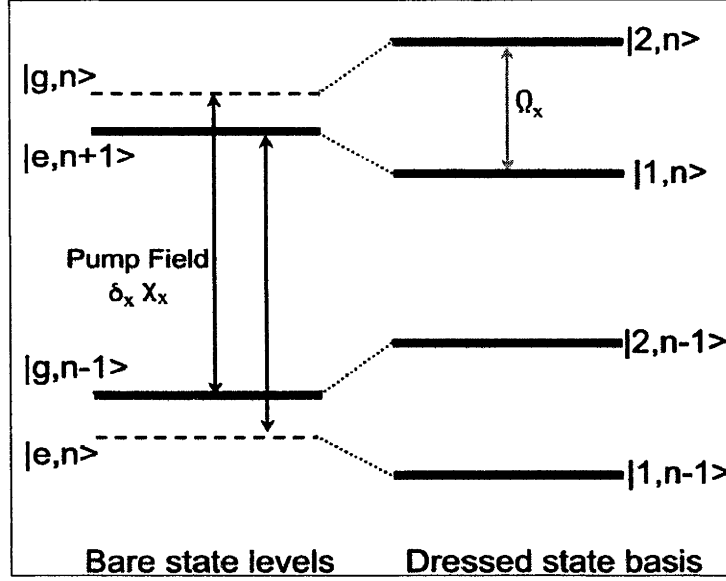 |g,n>
|e,n+1>
Pump Field
δₓ χₓ
|g,n-1>
|e,n>
|2,n>
Ωₓ
|1,n>
|2,n-1>
|1,n-1>
Bare state levels
Dressed state basis